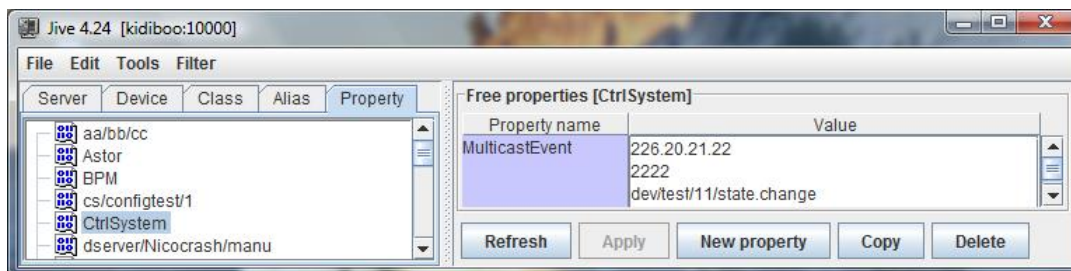 Jive 4.24 [kidiboo:10000]
File Edit Tools Filter
Server Device Class Alias Property
aa/bb/cc
Astor
BPM
cs/configtest/1
CtrlSystem
dserver/Nicocrash/manu
Free properties [CtrlSystem]
Property name Value
MulticastEvent 226.20.21.22
2222
dev/test/11/state.change
Refresh Apply New property Copy Delete